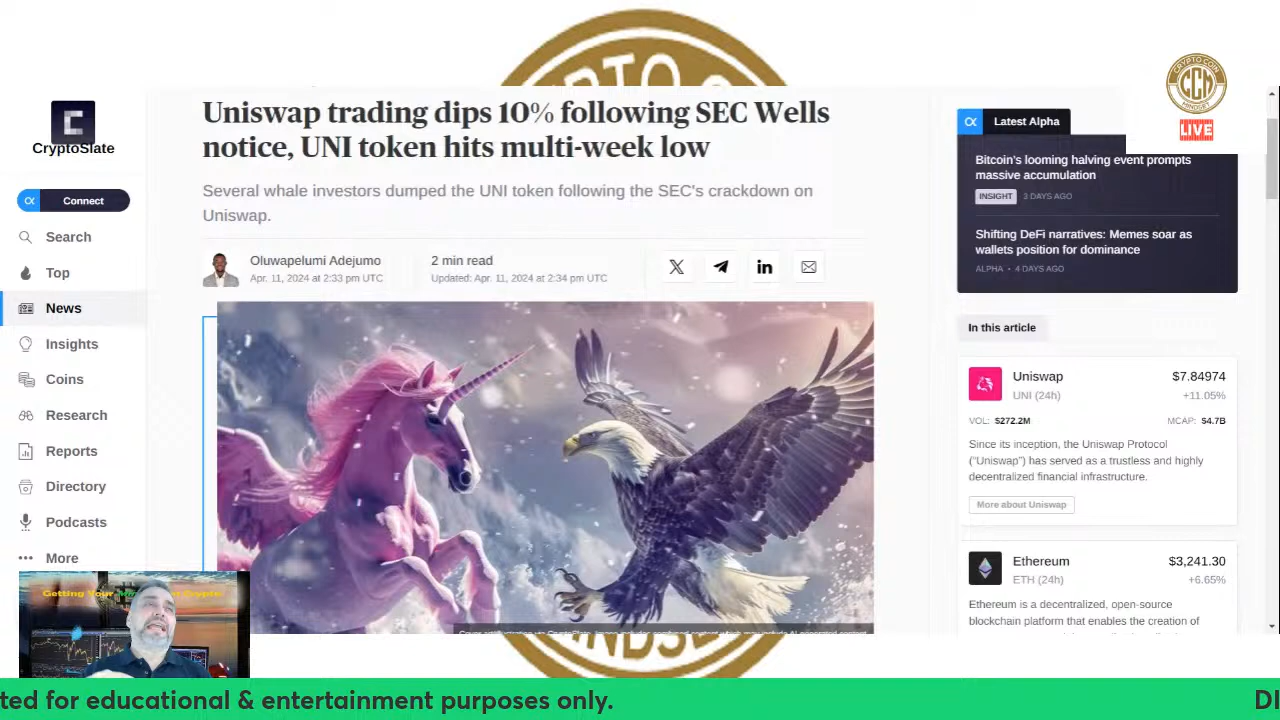 CRYPTO COIN
CCM
MINDSET
LIVE
CryptoSlate
Connect
Search
Top
News
Insights
Coins
Research
Reports
Directory
Podcasts
More
Uniswap trading dips 10% following SEC Wells
notice, UNI token hits multi-week low
Several whale investors dumped the UNI token following the SEC's crackdown on
Uniswap.
Oluwapelumi Adejumo
Apr. 11, 2024 at 2:33 pm UTC
2 min read
Updated: Apr. 11, 2024 at 2:34 pm UTC
Latest Alpha
Bitcoin's looming halving event prompts
massive accumulation
INSIGHT 3 DAYS AGO
Shifting DeFi narratives: Memes soar as
wallets position for dominance
ALPHA • 4 DAYS AGO
In this article
Uniswap $7.84974
UNI (24h) +11.05%
VOL: $272.2M MCAP: $4.7B
Since its inception, the Uniswap Protocol
(“Uniswap”) has served as a trustless and highly
decentralized financial infrastructure.
More about Uniswap
Ethereum $3,241.30
ETH (24h) +6.65%
Ethereum is a decentralized, open-source
blockchain platform that enables the creation of
Getting Your
ted for educational & entertainment purposes only. DI